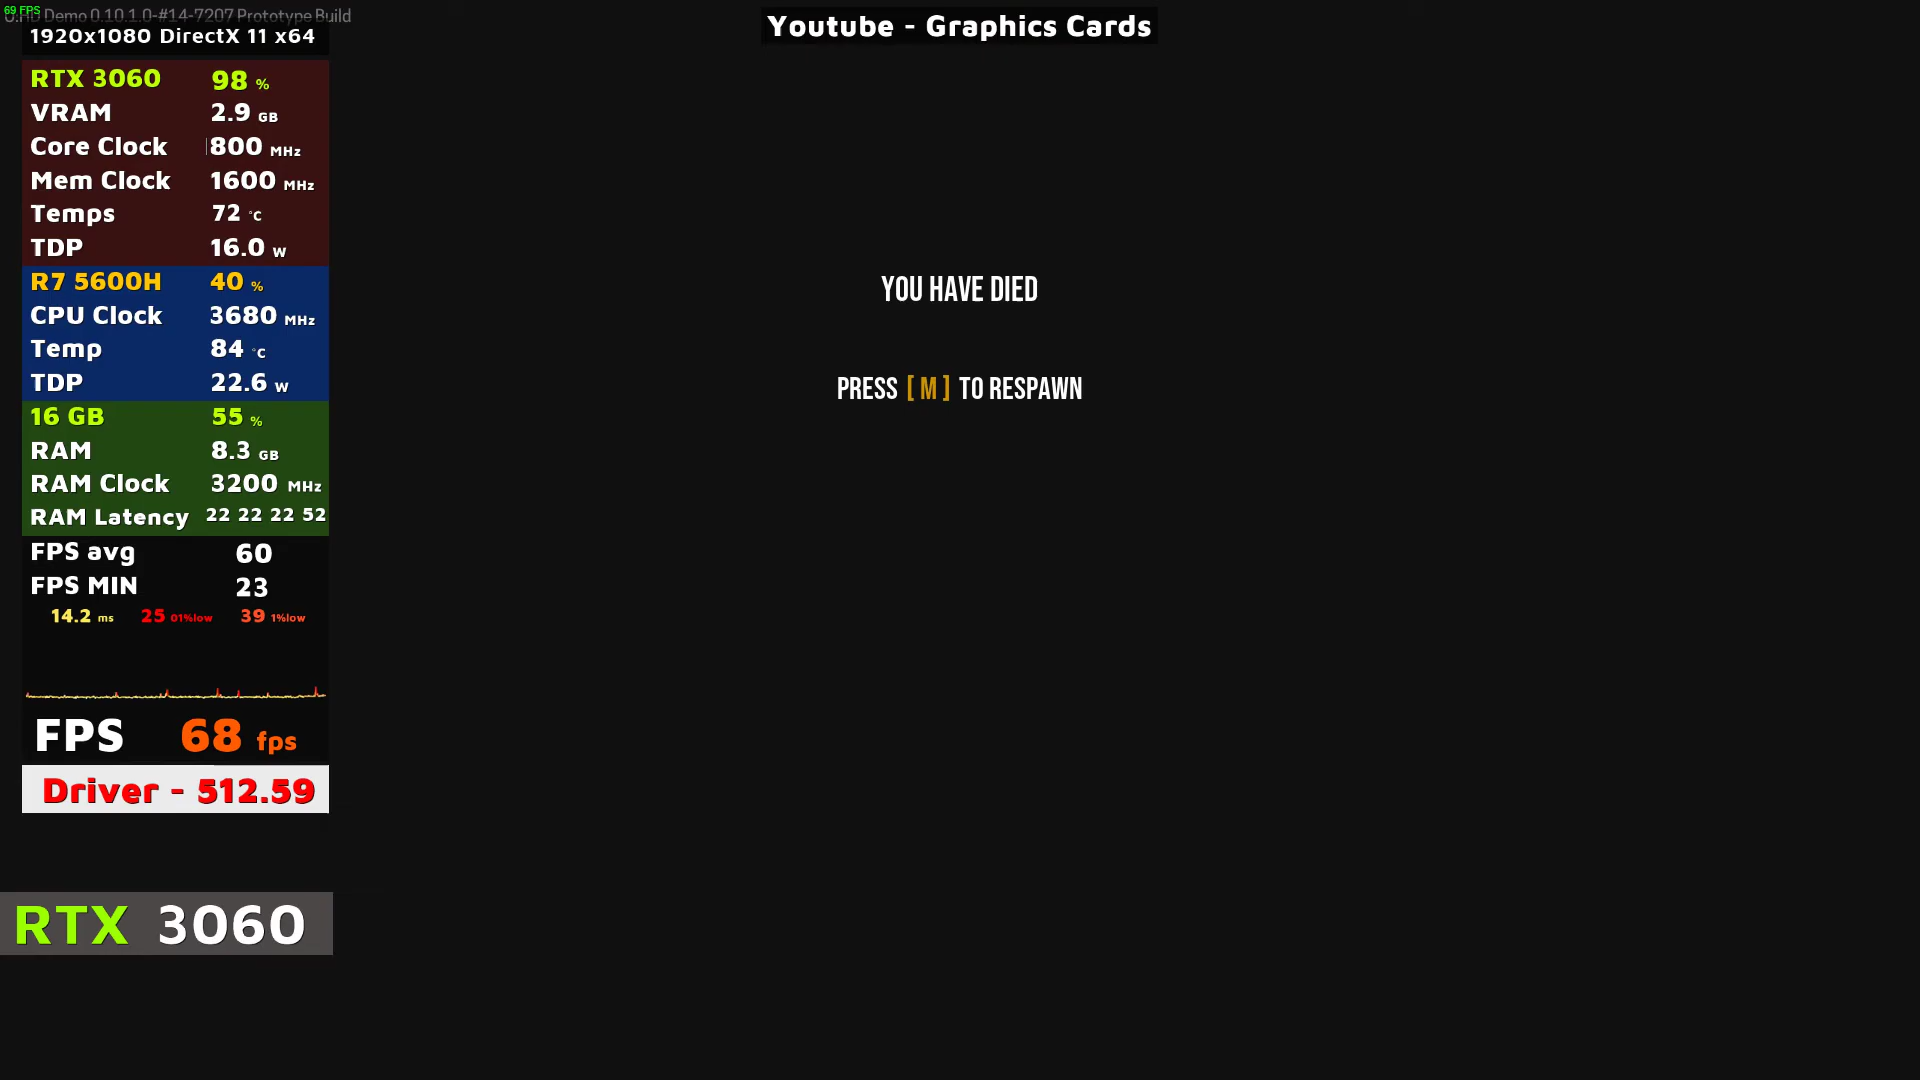 69 FPS
Demo 0.10.1.0-#14-7207 Prototype Build
1920x1080 DirectX 11 x64
Youtube - Graphics Cards
RTX 3060 98 %
VRAM 2.9 GB
Core Clock 800 MHz
Mem Clock 1600 MHz
Temps 72 °C
TDP 16.0 W
R7 5600H 40 %
CPU Clock 3680 MHz
Temp 84 °C
TDP 22.6 W
16 GB 55 %
RAM 8.3 GB
RAM Clock 3200 MHz
RAM Latency 22 22 22 52
FPS avg 60
FPS MIN 23
14.2 ms 25 01%low 39 1%low
FPS 68 fps
Driver - 512.59
RTX 3060
YOU HAVE DIED
PRESS [ M ] TO RESPAWN